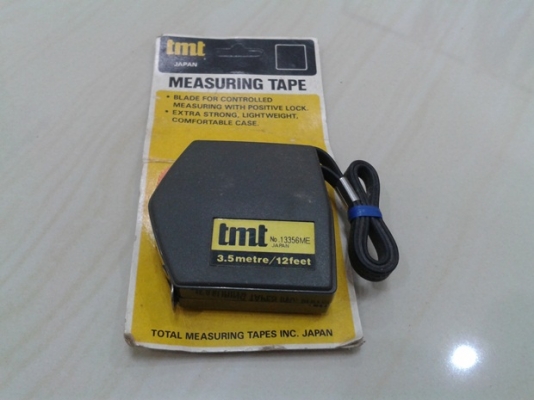 tmt
JAPAN
MEASURING TAPE
• BLADE FOR CONTROLLED
MEASURING WITH POSITIVE LOCK.
• EXTRA STRONG, LIGHTWEIGHT,
COMFORTABLE CASE.
tmt No.13356ME
JAPAN
3.5metre/12feet
TOTAL MEASURING TAPES INC. JAPAN